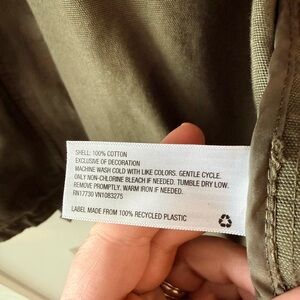 SHELL: 100% COTTON
EXCLUSIVE OF DECORATION
MACHINE WASH COLD WITH LIKE COLORS. GENTLE CYCLE.
ONLY NON-CHLORINE BLEACH IF NEEDED. TUMBLE DRY LOW.
REMOVE PROMPTLY. WARM IRON IF NEEDED.
RN17730 VN1083275
LABEL MADE FROM 100% RECYCLED PLASTIC